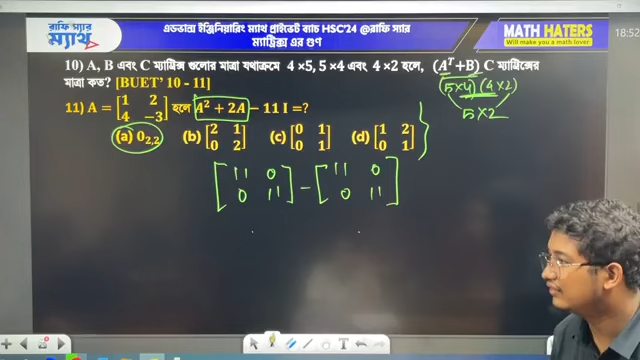 রাফি স্যার
ম্যাথ
এডভান্স ইঞ্জিনিয়ারিং ম্যাথ প্রাইভেট ব্যাচ HSC'24 @রাফি স্যার
ম্যাট্রিক্স এর গুণ
MATH HATERS
Will make you a math lover.
18:52
10) A, B এবং C ম্যাট্রিক্স গুলোর মাত্রা যথাক্রমে 4 ×5, 5 ×4 এবং 4 ×2 হলে, (Aᵀ+B) C ম্যাট্রিক্সের
মাত্রা কত? [BUET' 10 - 11]
(5×4) (4×2)
5×2
11) A = [1 2
4 −3] হলে A² + 2A − 11 I =?
(a) 0₂,₂ (b) [2 1
0 2] (c) [0 1
0 1] (d) [1 2
0 1]
[11 0
0 11] − [11 0
0 11]